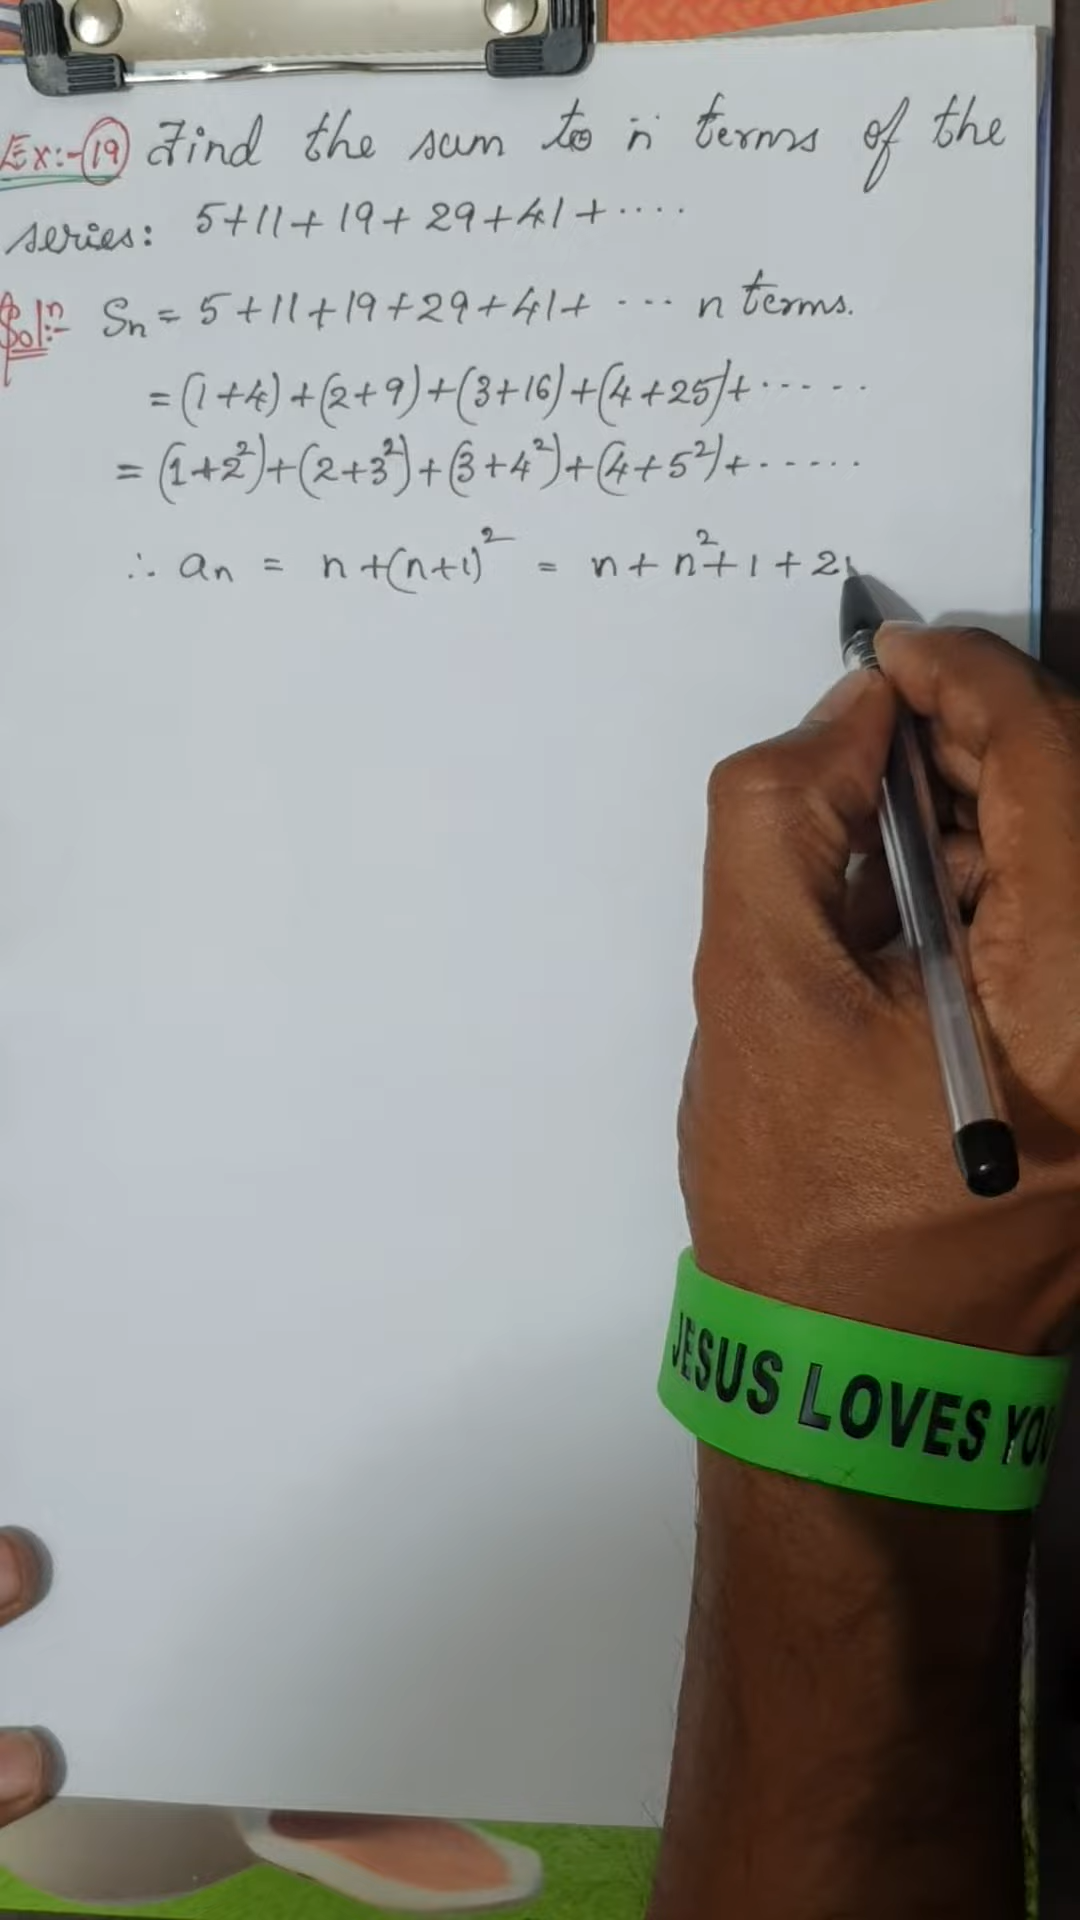 Ex:-19 Find the sum to 'n' terms of the
series: 5+11+19+29+41+....
Solⁿ:- Sn = 5+11+19+29+41+ ... n terms.
= (1+4)+(2+9)+(3+16)+(4+25)+......
= (1+2²)+(2+3²)+(3+4²)+(4+5²)+.....
∴ an = n+(n+1)² = n+n²+1+2
JESUS LOVES YOU